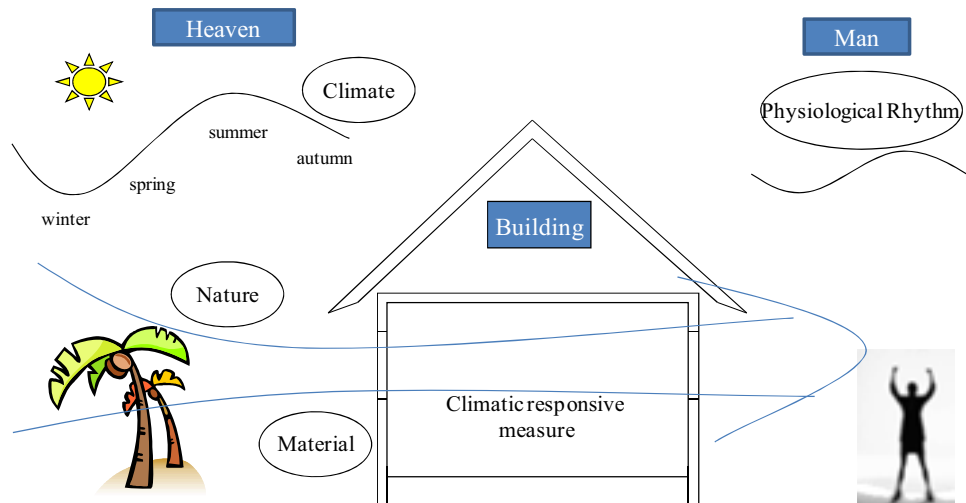 Heaven
Man
Climate
Physiological Rhythm
summer
autumn
spring
winter
Building
Nature
Climatic responsive
measure
Material